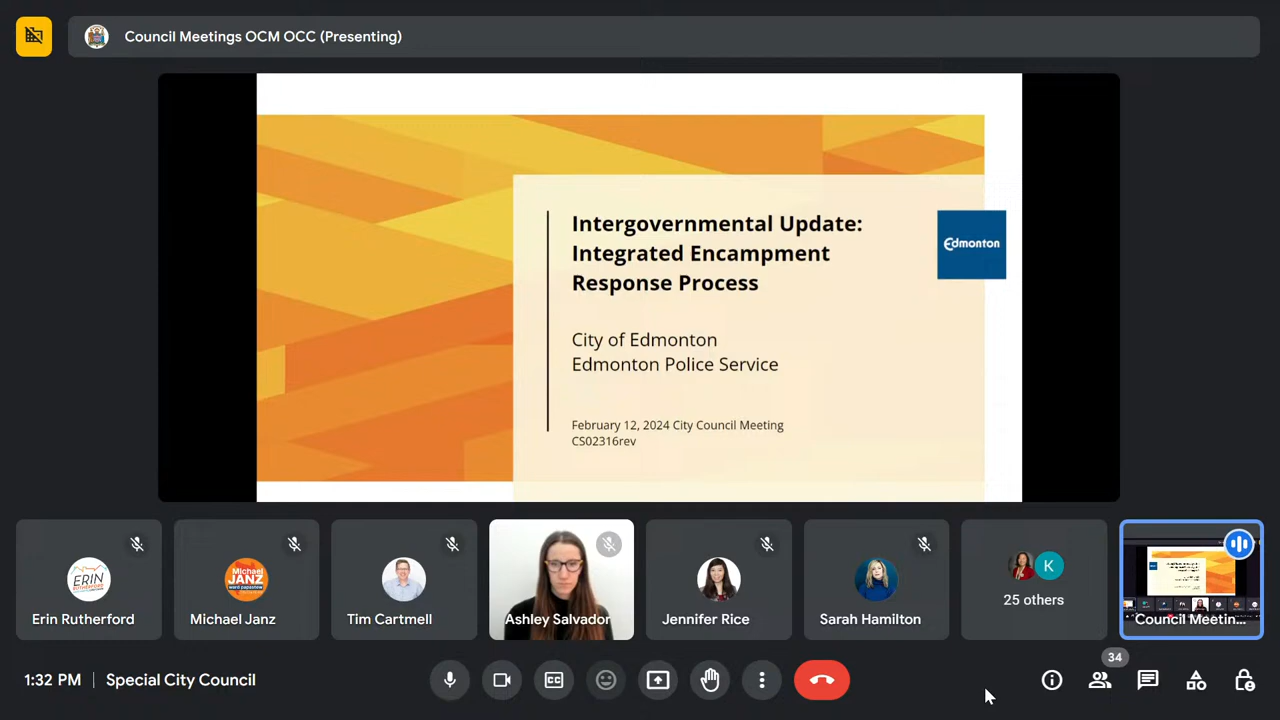 Council Meetings OCM OCC (Presenting)
Intergovernmental Update:
Integrated Encampment
Response Process
Edmonton
City of Edmonton
Edmonton Police Service
February 12, 2024 City Council Meeting
CS02316rev
ERIN
Michael
JANZ
K
25 others
Erin Rutherford
Michael Janz
Tim Cartmell
Ashley Salvador
Jennifer Rice
Sarah Hamilton
Council Meetin...
34
1:32 PM
Special City Council
CC